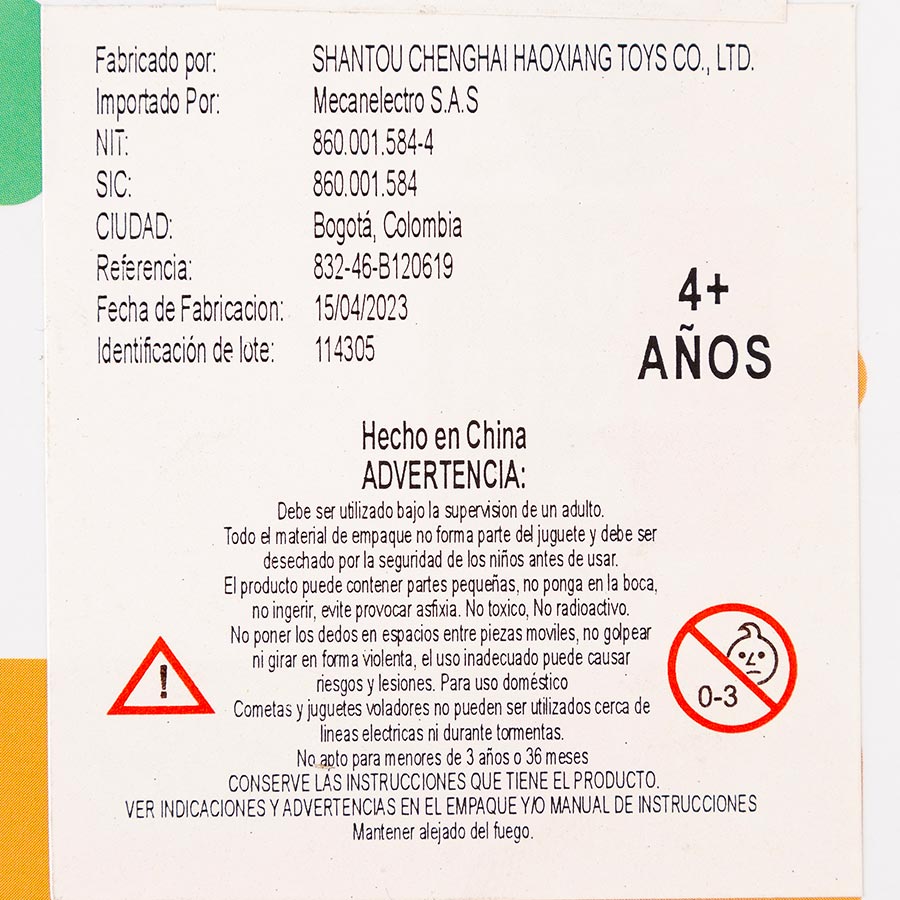 Fabricado por: SHANTOU CHENGHAI HAOXIANG TOYS CO., LTD.
Importado Por: Mecanelectro S.A.S
NIT: 860.001.584-4
SIC: 860.001.584
CIUDAD: Bogotá, Colombia
Referencia: 832-46-B120619
Fecha de Fabricacion: 15/04/2023
Identificación de lote: 114305
4+
AÑOS
Hecho en China
ADVERTENCIA:
Debe ser utilizado bajo la supervision de un adulto.
Todo el material de empaque no forma parte del juguete y debe ser
desechado por la seguridad de los niños antes de usar.
El producto puede contener partes pequeñas, no ponga en la boca,
no ingerir, evite provocar asfixia. No toxico, No radioactivo.
No poner los dedos en espacios entre piezas moviles, no golpear
ni girar en forma violenta, el uso inadecuado puede causar
riesgos y lesiones. Para uso doméstico
Cometas y juguetes voladores no pueden ser utilizados cerca de
lineas electricas ni durante tormentas.
No apto para menores de 3 años o 36 meses
CONSERVE LAS INSTRUCCIONES QUE TIENE EL PRODUCTO.
VER INDICACIONES Y ADVERTENCIAS EN EL EMPAQUE Y/O MANUAL DE INSTRUCCIONES
Mantener alejado del fuego.
!
0-3